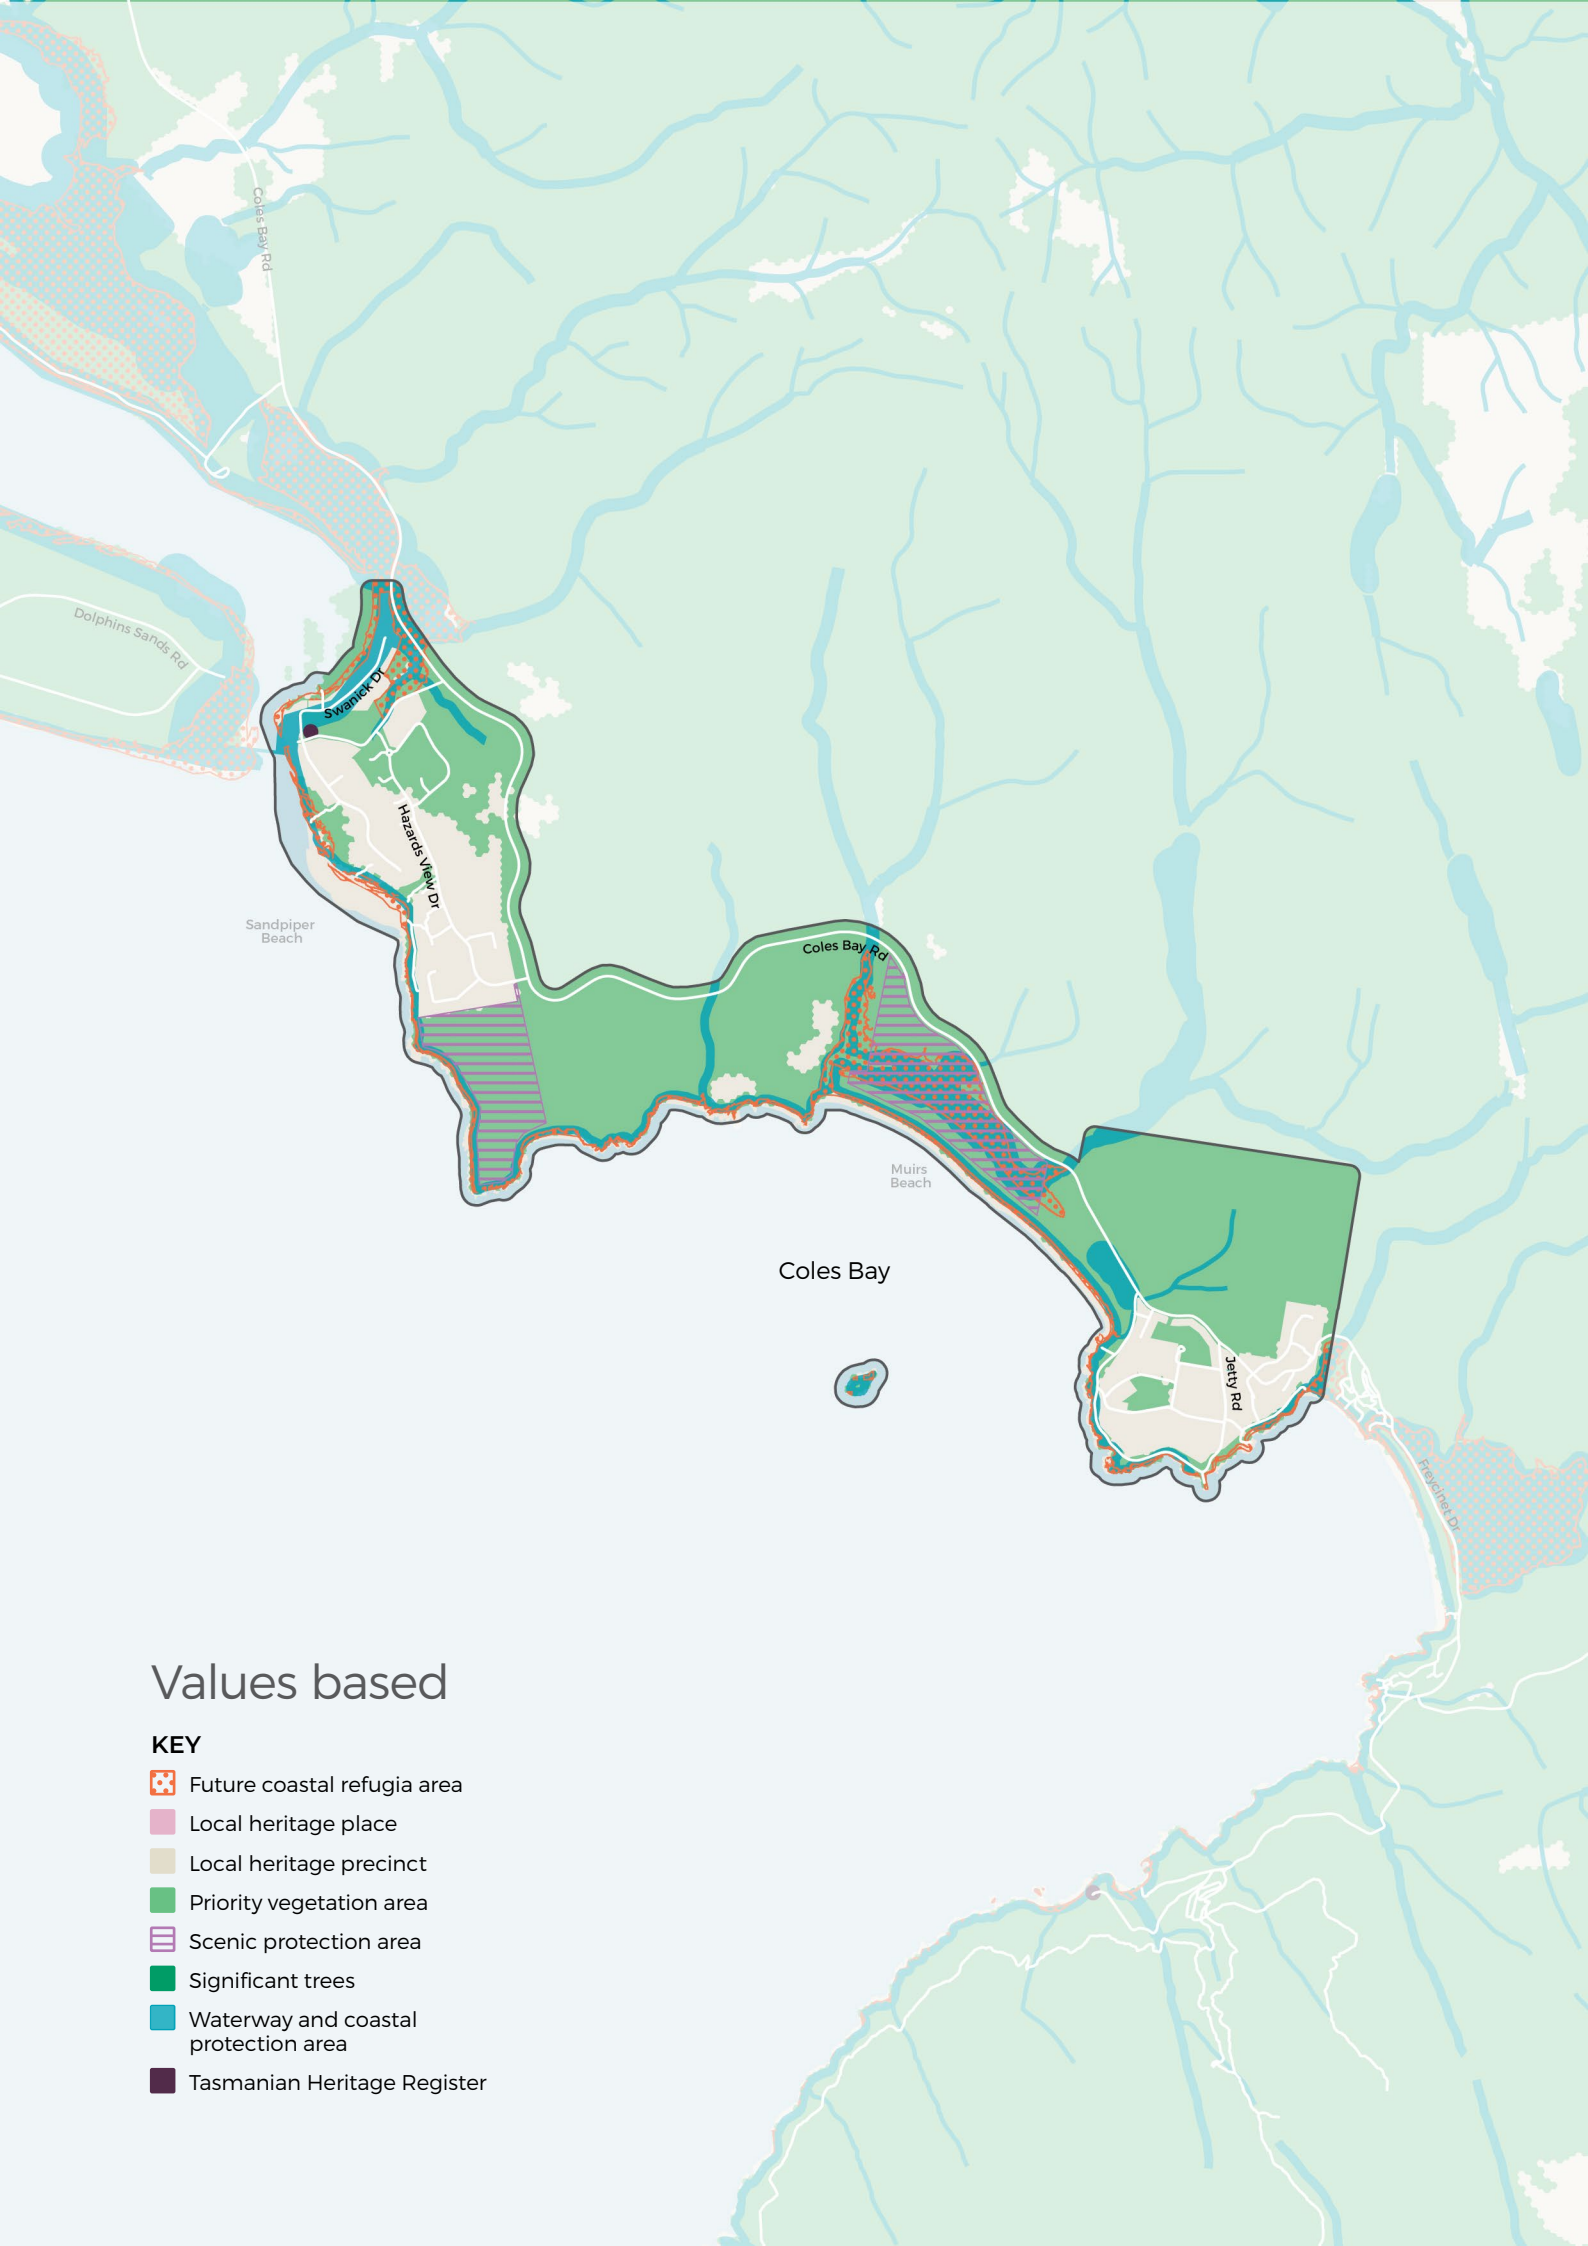 Coles Bay Rd
Dolphins Sands Rd
Swanick Dr
Hazards View Dr
Sandpiper
Beach
Coles Bay Rd
Muirs
Beach
Coles Bay
Jetty Rd
Freycinet Dr
Values based
KEY
Future coastal refugia area
Local heritage place
Local heritage precinct
Priority vegetation area
Scenic protection area
Significant trees
Waterway and coastal
protection area
Tasmanian Heritage Register